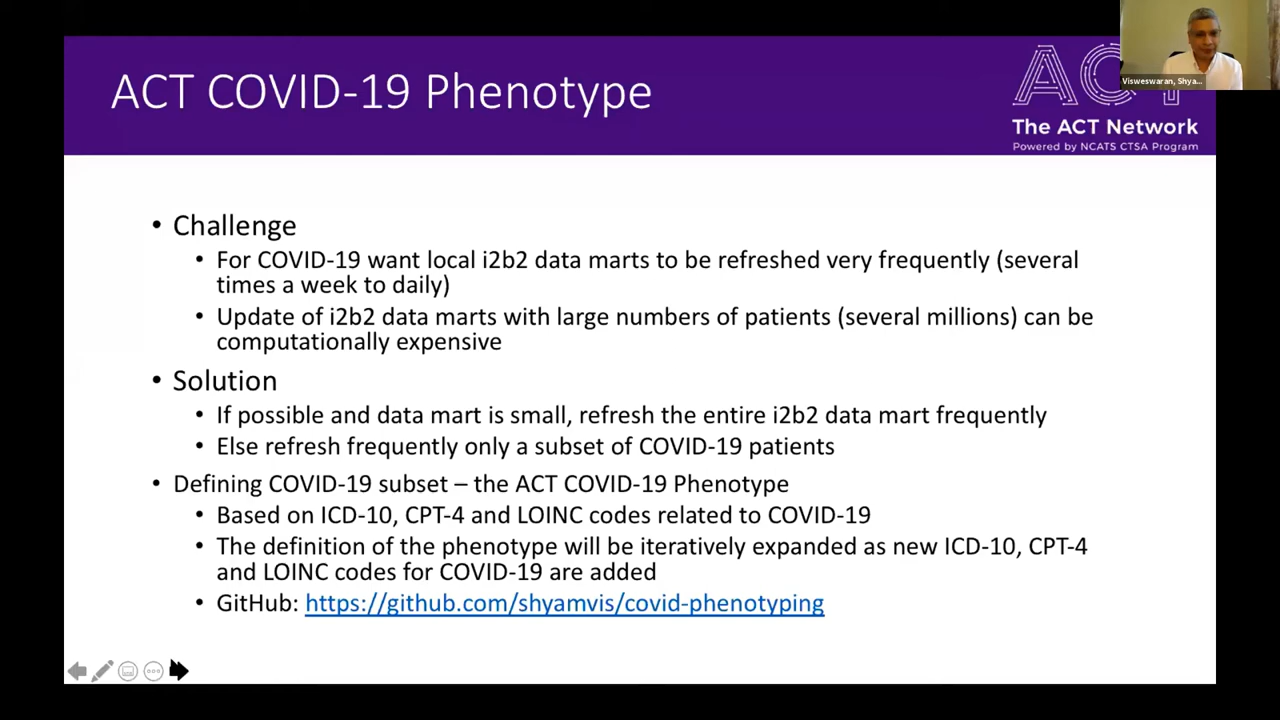 ACT COVID-19 Phenotype
ACT
The ACT Network
Powered by NCATS CTSA Program
Visweswaran, Shya...
• Challenge
• For COVID-19 want local i2b2 data marts to be refreshed very frequently (several
times a week to daily)
• Update of i2b2 data marts with large numbers of patients (several millions) can be
computationally expensive
• Solution
• If possible and data mart is small, refresh the entire i2b2 data mart frequently
• Else refresh frequently only a subset of COVID-19 patients
• Defining COVID-19 subset – the ACT COVID-19 Phenotype
• Based on ICD-10, CPT-4 and LOINC codes related to COVID-19
• The definition of the phenotype will be iteratively expanded as new ICD-10, CPT-4
and LOINC codes for COVID-19 are added
• GitHub: https://github.com/shyamvis/covid-phenotyping